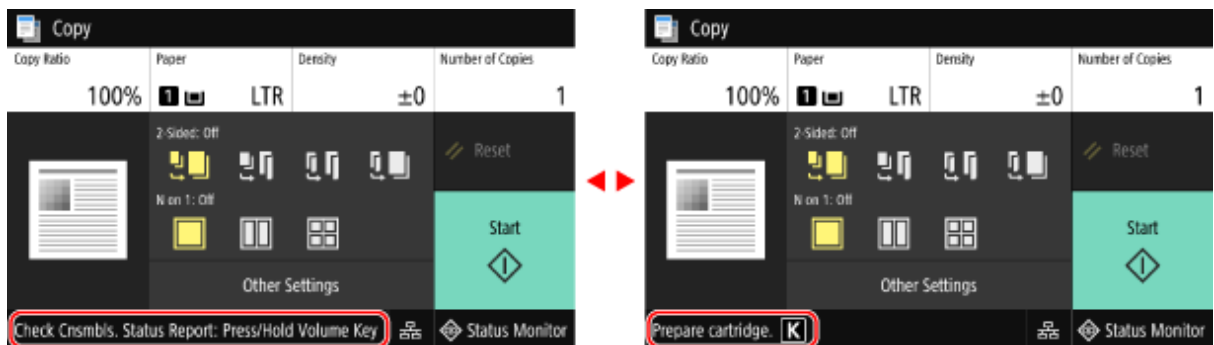 Copy
Copy Ratio Paper Density Number of Copies
100% 1 LTR ±0 1
2-Sided: Off
Reset
N on 1: Off
Start
Other Settings
Check Cnsmbls. Status Report: Press/Hold Volume Key Status Monitor
Copy
Copy Ratio Paper Density Number of Copies
100% 1 LTR ±0 1
2-Sided: Off
Reset
N on 1: Off
Start
Other Settings
Prepare cartridge. K Status Monitor